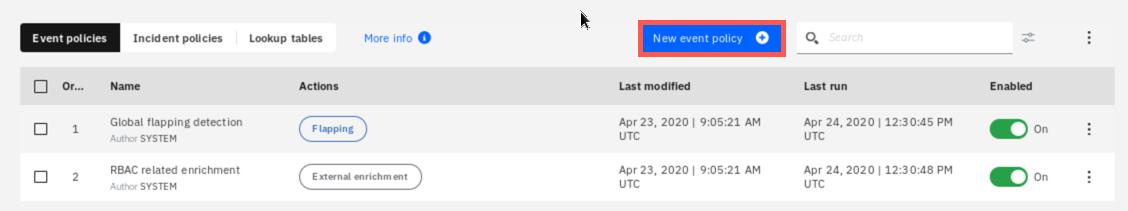 Event policies Incident policies Lookup tables More info New event policy Search
Or... Name Actions Last modified Last run Enabled
1 Global flapping detection Flapping Apr 23, 2020 | 9:05:21 AM Apr 24, 2020 | 12:30:45 PM On
Author SYSTEM UTC UTC
2 RBAC related enrichment External enrichment Apr 23, 2020 | 9:05:21 AM Apr 24, 2020 | 12:30:48 PM On
Author SYSTEM UTC UTC